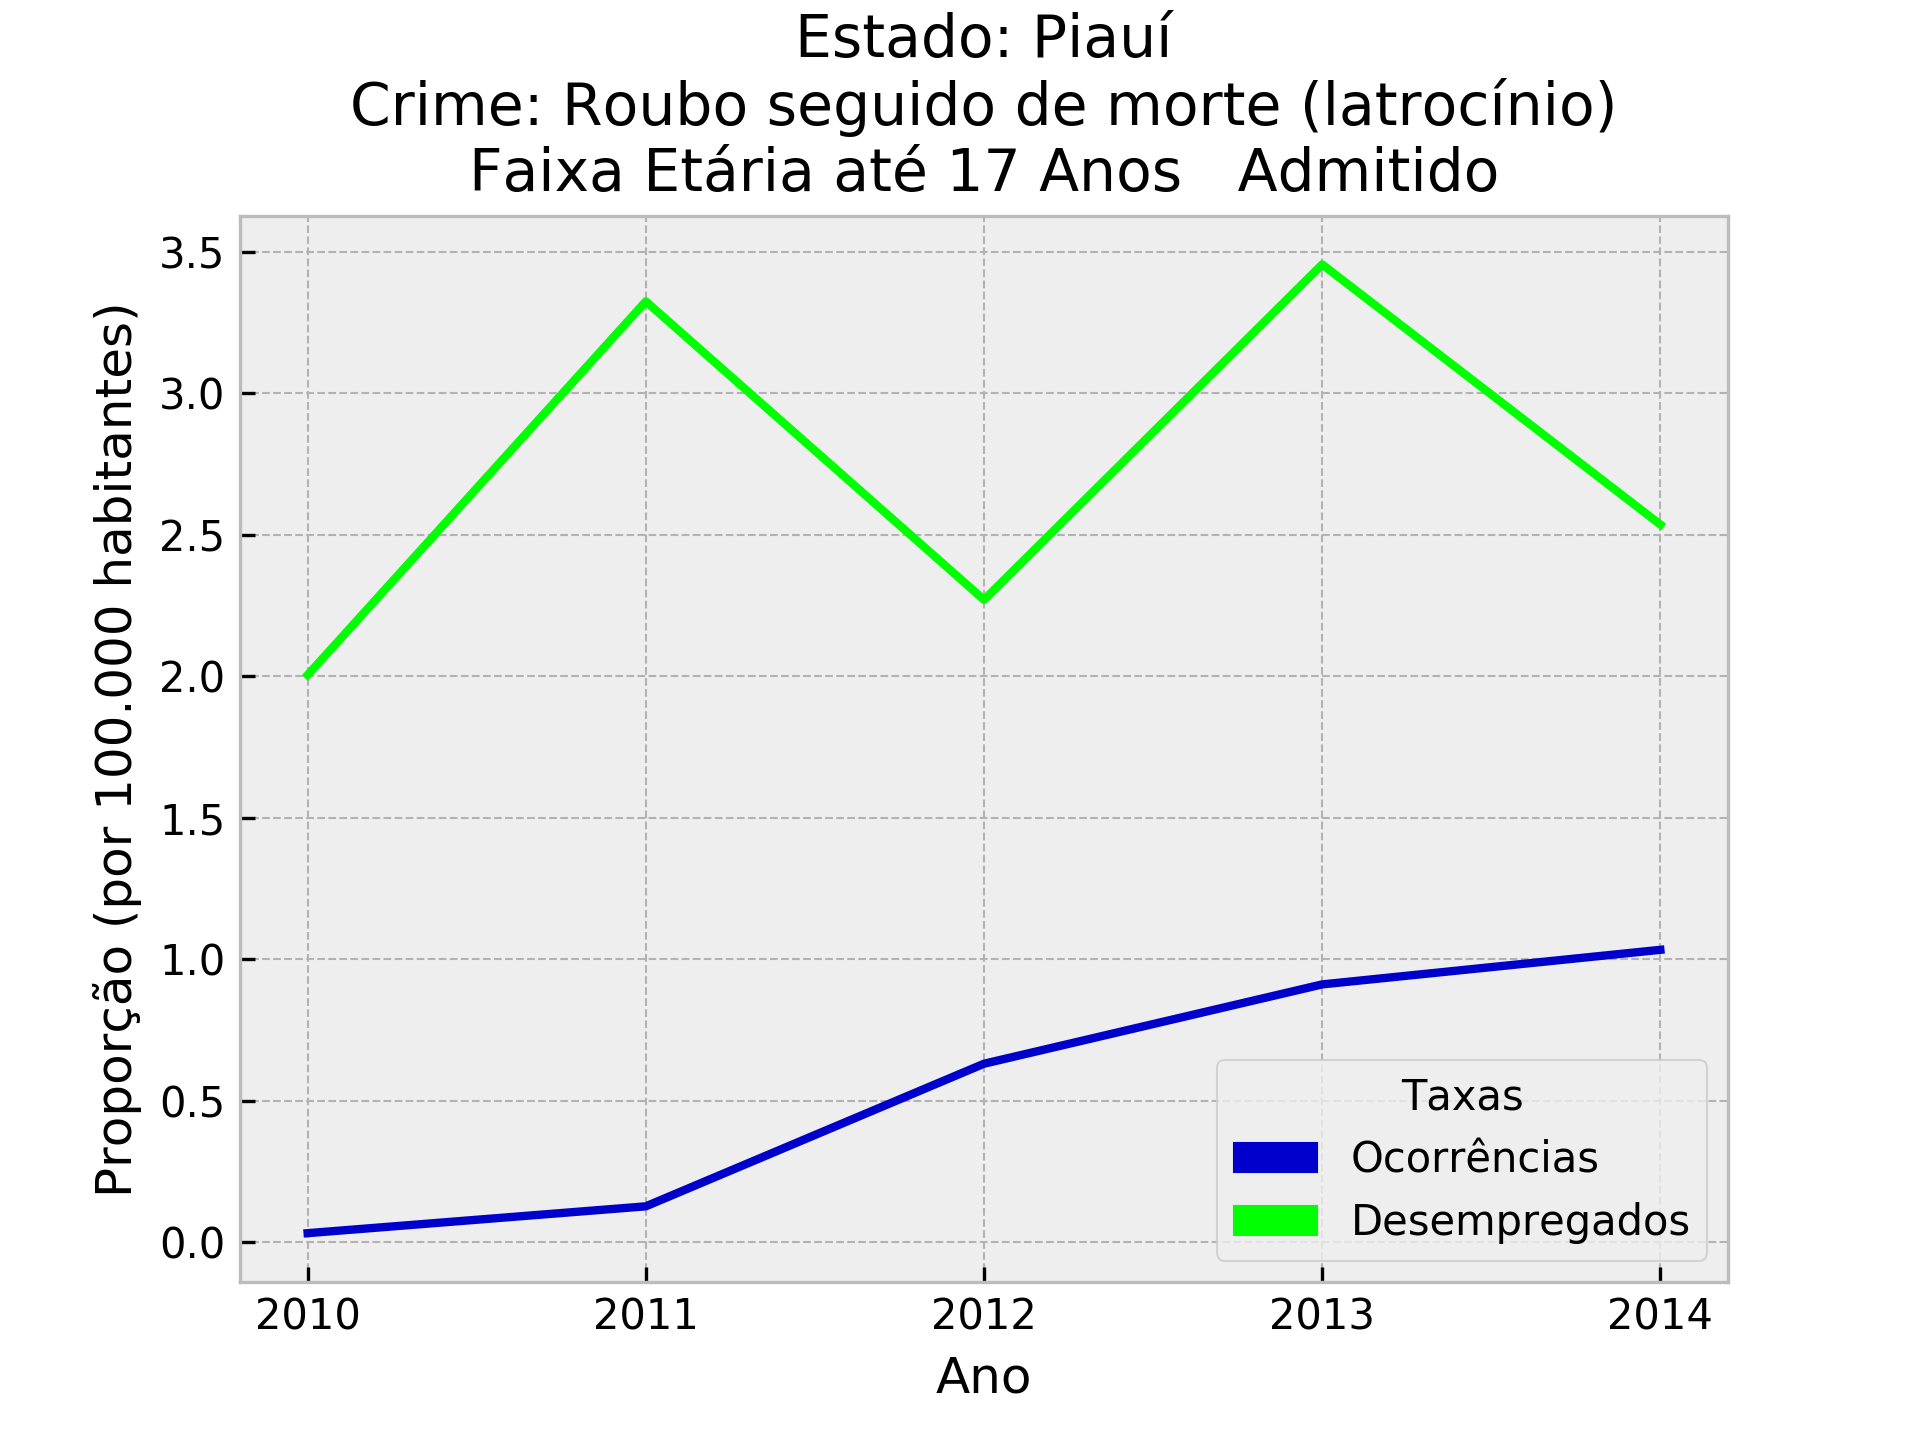 Estado: Piauí
Crime: Roubo seguido de morte (latrocínio)
Faixa Etária até 17 Anos   Admitido
Proporção (por 100.000 habitantes)
3.5
3.0
2.5
2.0
1.5
1.0
0.5
0.0
Taxas
Ocorrências
Desempregados
2010 2011 2012 2013 2014
Ano